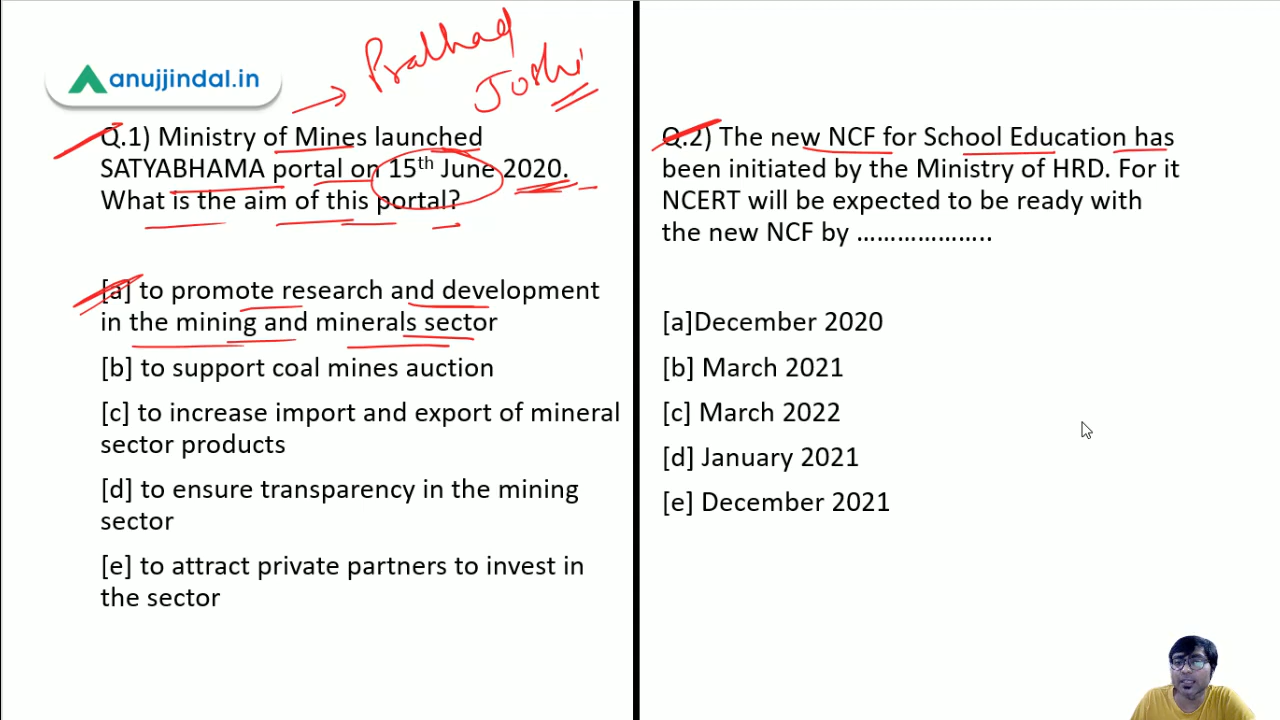 Pralhad
Joshi
anujjindal.in
Q.1) Ministry of Mines launched
SATYABHAMA portal on 15th June 2020.
What is the aim of this portal?
[a] to promote research and development
in the mining and minerals sector
[b] to support coal mines auction
[c] to increase import and export of mineral
sector products
[d] to ensure transparency in the mining
sector
[e] to attract private partners to invest in
the sector
Q.2) The new NCF for School Education has
been initiated by the Ministry of HRD. For it
NCERT will be expected to be ready with
the new NCF by ………………..
[a]December 2020
[b] March 2021
[c] March 2022
[d] January 2021
[e] December 2021